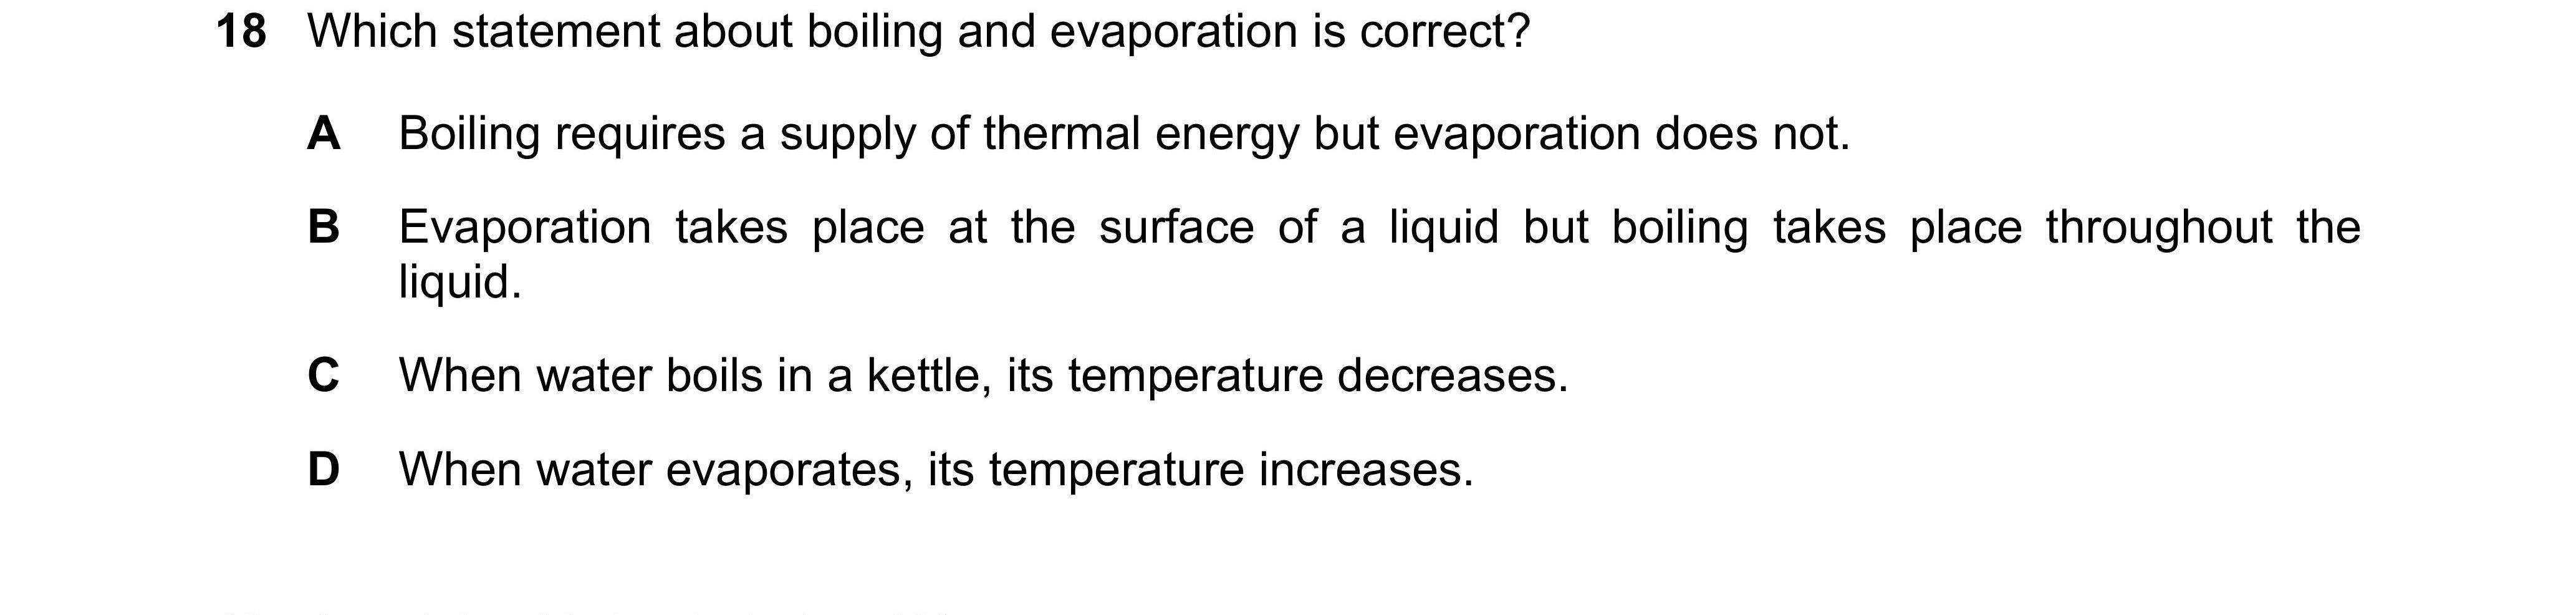 18 Which statement about boiling and evaporation is correct?
A Boiling requires a supply of thermal energy but evaporation does not.
B Evaporation takes place at the surface of a liquid but boiling takes place throughout the
liquid.
C When water boils in a kettle, its temperature decreases.
D When water evaporates, its temperature increases.